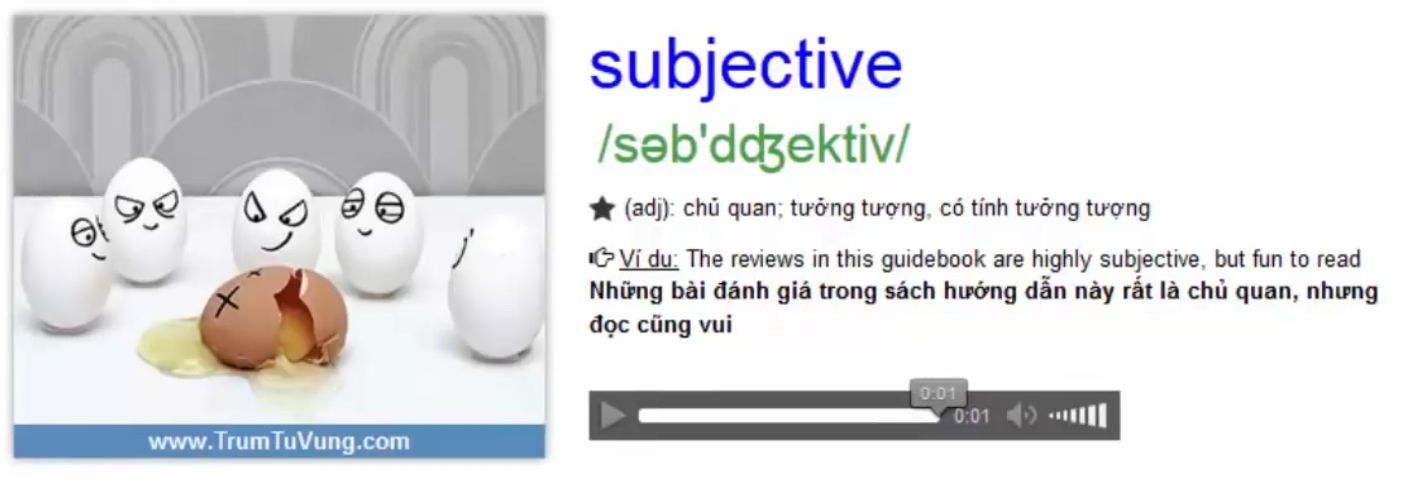 subjective
/səb'dʤektiv/
★ (adj): chủ quan; tưởng tượng, có tính tưởng tượng
Ví du: The reviews in this guidebook are highly subjective, but fun to read
Những bài đánh giá trong sách hướng dẫn này rất là chủ quan, nhưng
đọc cũng vui
0:01
0:01
www.TrumTuVung.com